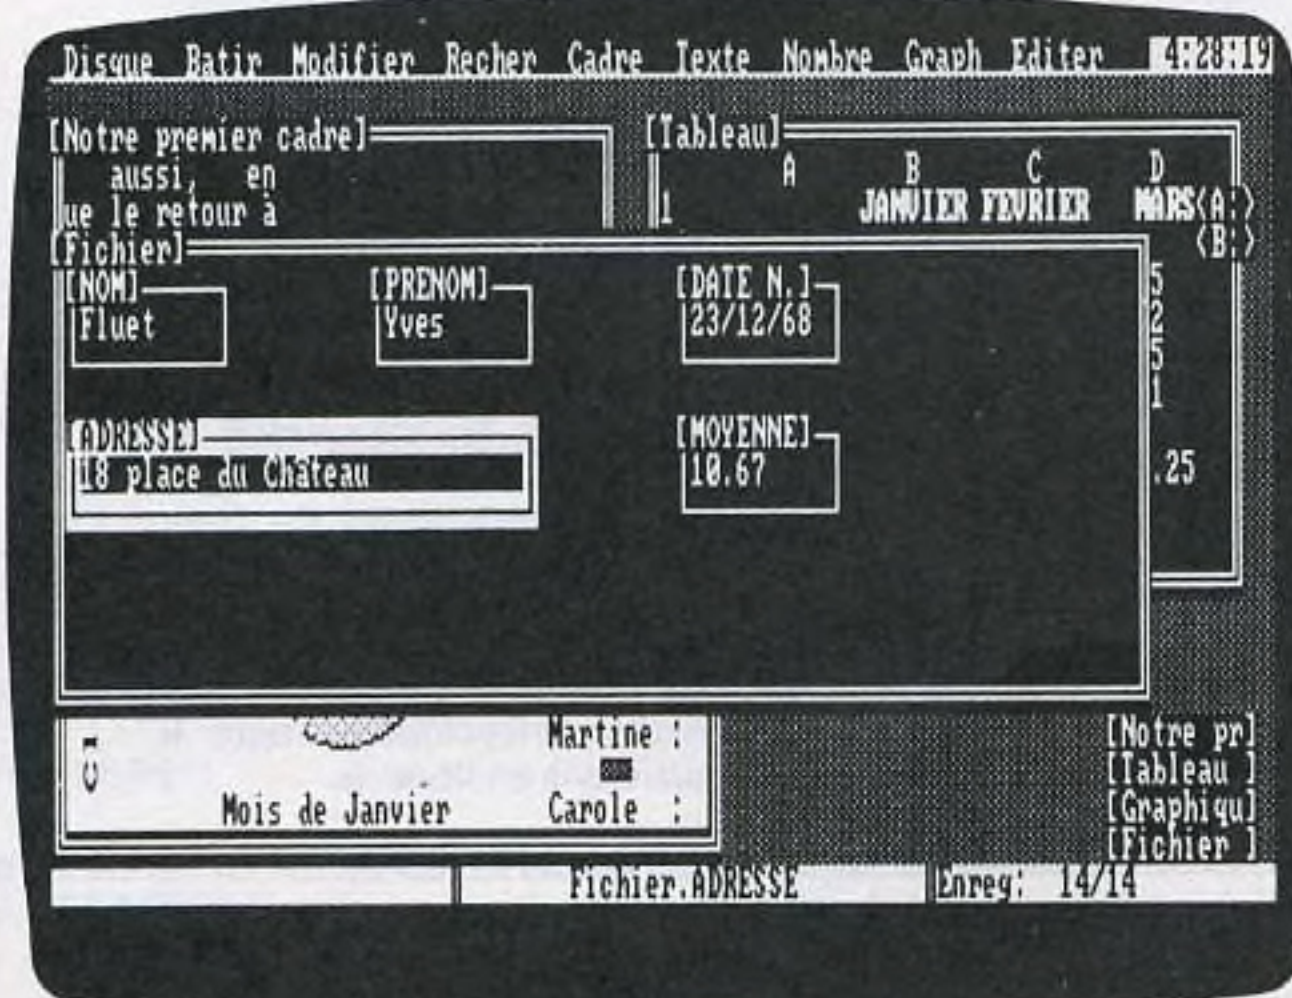 Disque Batir Modifier Recher Cadre Texte Nombre Graph Editer 4:28:19
[Notre premier cadre]
aussi, en
ue le retour à
[Tableau]
A B C D
1 JANVIER FEVRIER MARS <A:>
<B:>
[Fichier]
[NOM] [PRENOM] [DATE N.]
Fluet Yves 23/12/68
5
2
5
1
[ADRESSE] [MOYENNE]
18 place du Château 10.67
.25
Martine :
Mois de Janvier Carole :
[Notre pr]
[Tableau ]
[Graphiqu]
[Fichier ]
Fichier.ADRESSE Enreg: 14/14